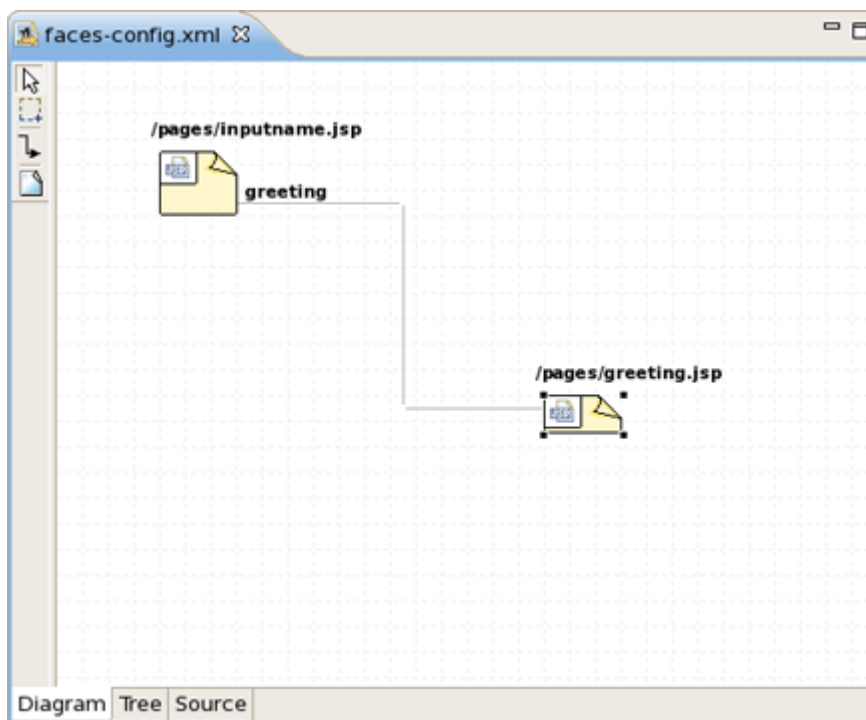 faces-config.xml
/pages/inputname.jsp
greeting
/pages/greeting.jsp
Diagram Tree Source